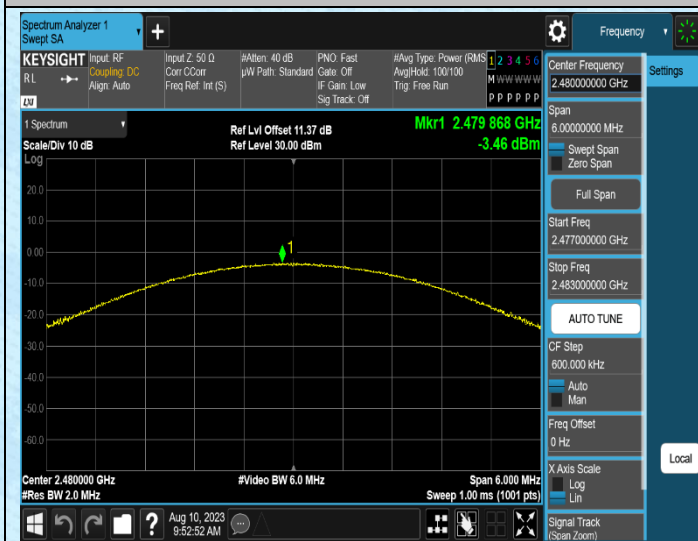 Spectrum Analyzer 1
Swept SA
+
Frequency
KEYSIGHT
RL
LXI
Input: RF
Coupling: DC
Align: Auto
Input Z: 50 Ω
Corr CCorr
Freq Ref: Int (S)
#Atten: 40 dB
µW Path: Standard
PNO: Fast
Gate: Off
IF Gain: Low
Sig Track: Off
#Avg Type: Power (RMS
Avg|Hold: 100/100
Trig: Free Run
1 2 3 4 5 6
M W W W W W
P P P P P P
1 Spectrum
Scale/Div 10 dB
Log
Ref Lvl Offset 11.37 dB
Ref Level 30.00 dBm
Mkr1 2.479 868 GHz
-3.46 dBm
20.0
10.0
0.00
-10.0
-20.0
-30.0
-40.0
-50.0
-60.0
1
Center 2.480000 GHz
#Res BW 2.0 MHz
#Video BW 6.0 MHz
Span 6.000 MHz
Sweep 1.00 ms (1001 pts)
?
Aug 10, 2023
9:52:52 AM
Center Frequency
2.480000000 GHz
Span
6.00000000 MHz
Swept Span
Zero Span
Full Span
Start Freq
2.477000000 GHz
Stop Freq
2.483000000 GHz
AUTO TUNE
CF Step
600.000 kHz
Auto
Man
Freq Offset
0 Hz
X Axis Scale
Log
Lin
Signal Track
(Span Zoom)
Settings
Local